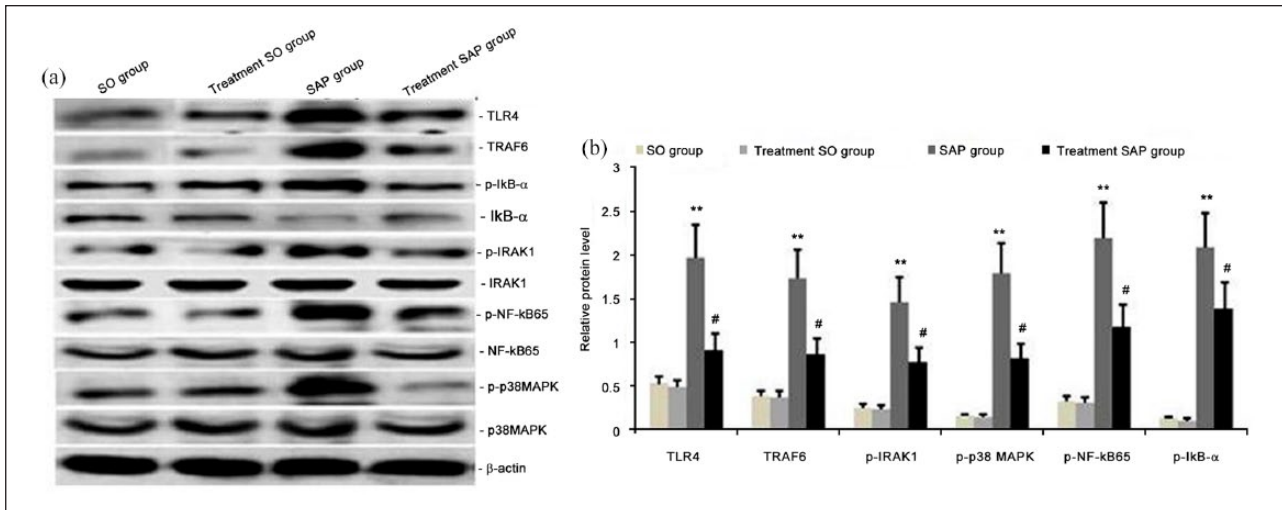 (a)
SO group
Treatment SO group
SAP group
Treatment SAP group
- TLR4
- TRAF6
- p-IkB-α
- IkB-α
- p-IRAK1
- IRAK1
- p-NF-kB65
- NF-kB65
- p-p38MAPK
- p38MAPK
- β-actin
(b)
SO group Treatment SO group SAP group Treatment SAP group
Relative protein level
3
2.5
2
1.5
1
0.5
0
** ** ** ** ** **
# # # # # #
TLR4 TRAF6 p-IRAK1 p-p38 MAPK p-NF-kB65 p-IkB-α